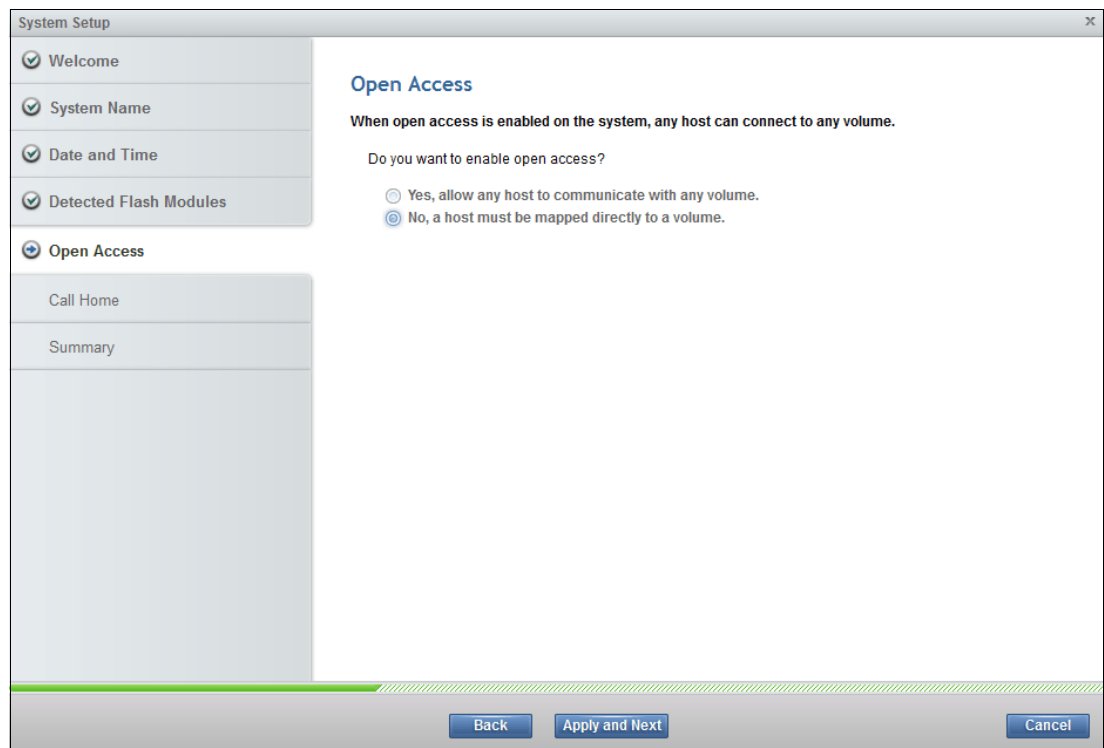 System Setup
x
Welcome
System Name
Date and Time
Detected Flash Modules
Open Access
Call Home
Summary
Open Access
When open access is enabled on the system, any host can connect to any volume.
Do you want to enable open access?
Yes, allow any host to communicate with any volume.
No, a host must be mapped directly to a volume.
Back
Apply and Next
Cancel